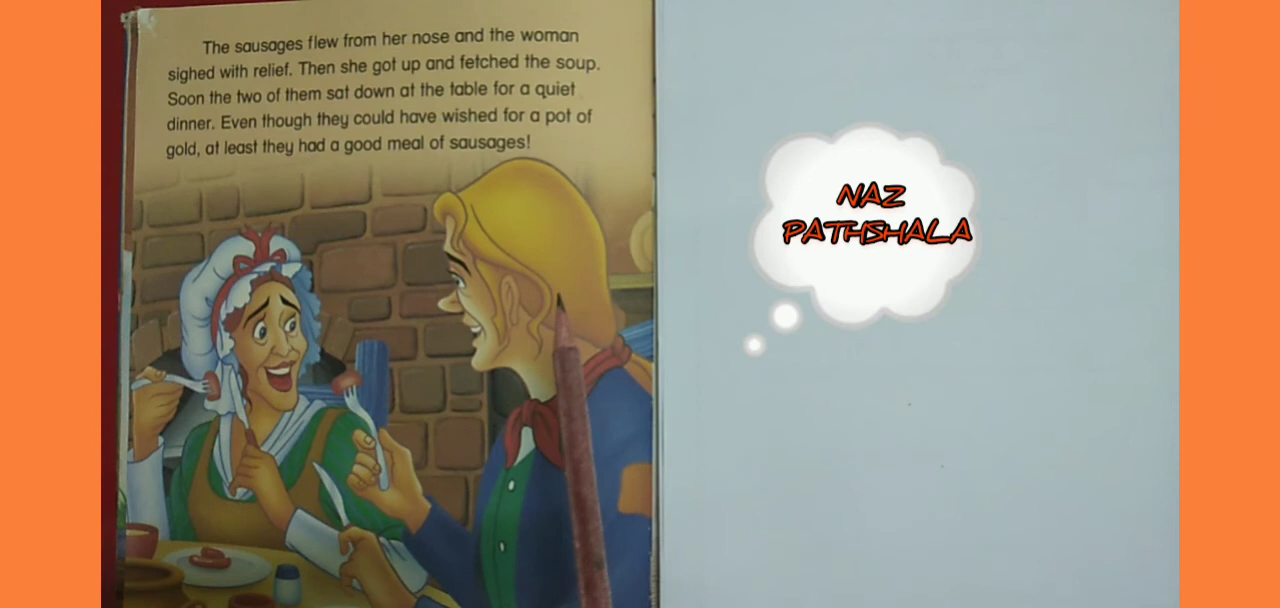 The sausages flew from her nose and the woman
sighed with relief. Then she got up and fetched the soup.
Soon the two of them sat down at the table for a quiet
dinner. Even though they could have wished for a pot of
gold, at least they had a good meal of sausages!
NAZ
PATHSHALA